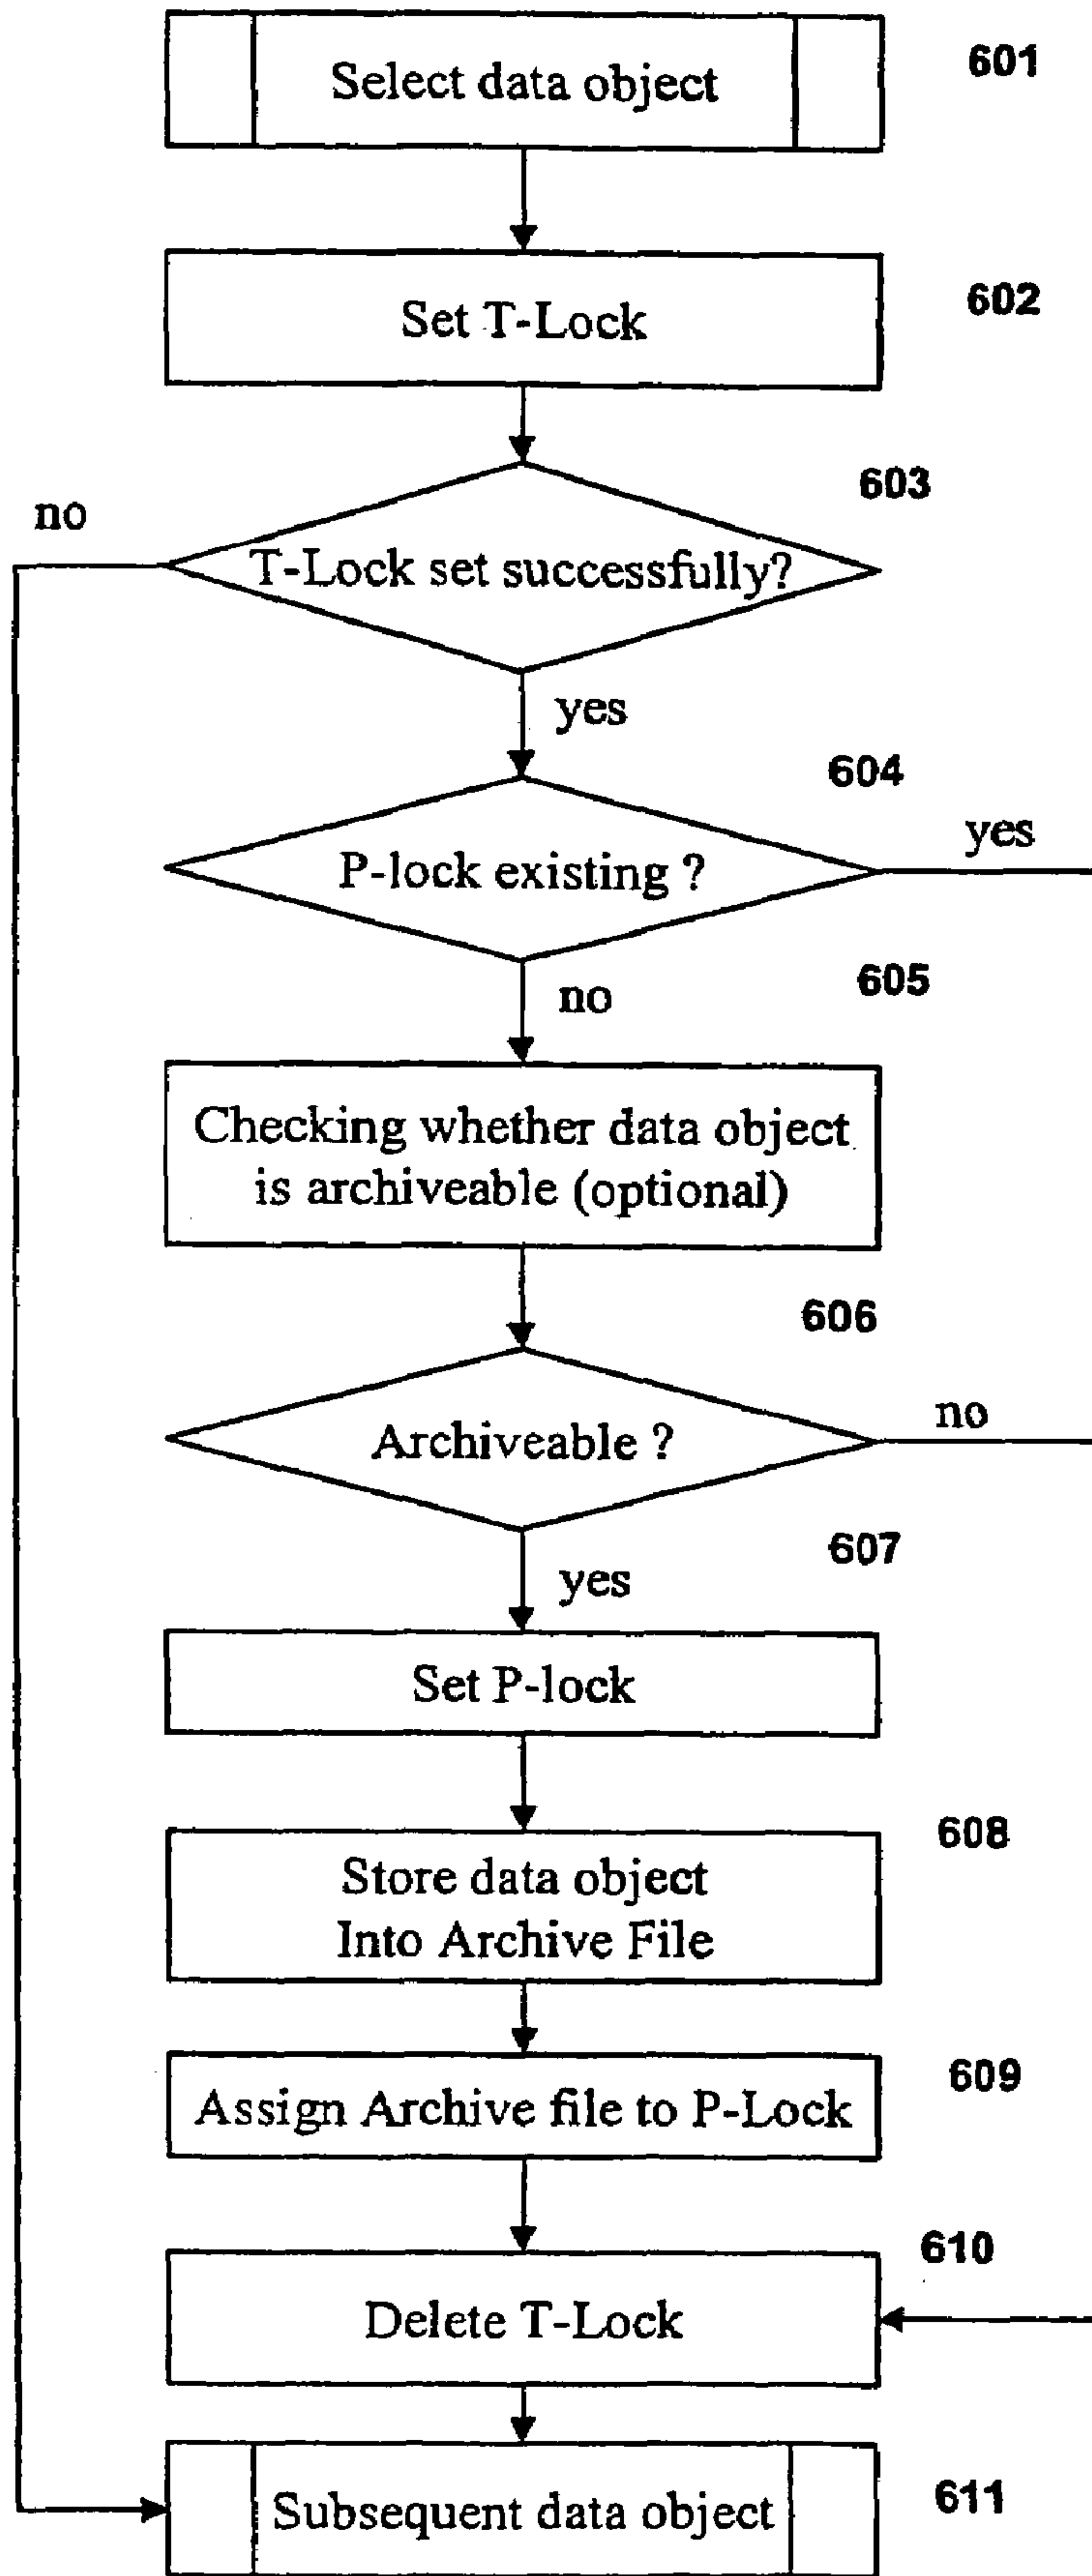 Select data object
601
Set T-Lock
602
603
no
T-Lock set successfully?
yes
604
P-lock existing ?
yes
no
605
Checking whether data object
is archiveable (optional)
606
Archiveable ?
no
607
yes
Set P-lock
608
Store data object
Into Archive File
609
Assign Archive file to P-Lock
610
Delete T-Lock
Subsequent data object
611